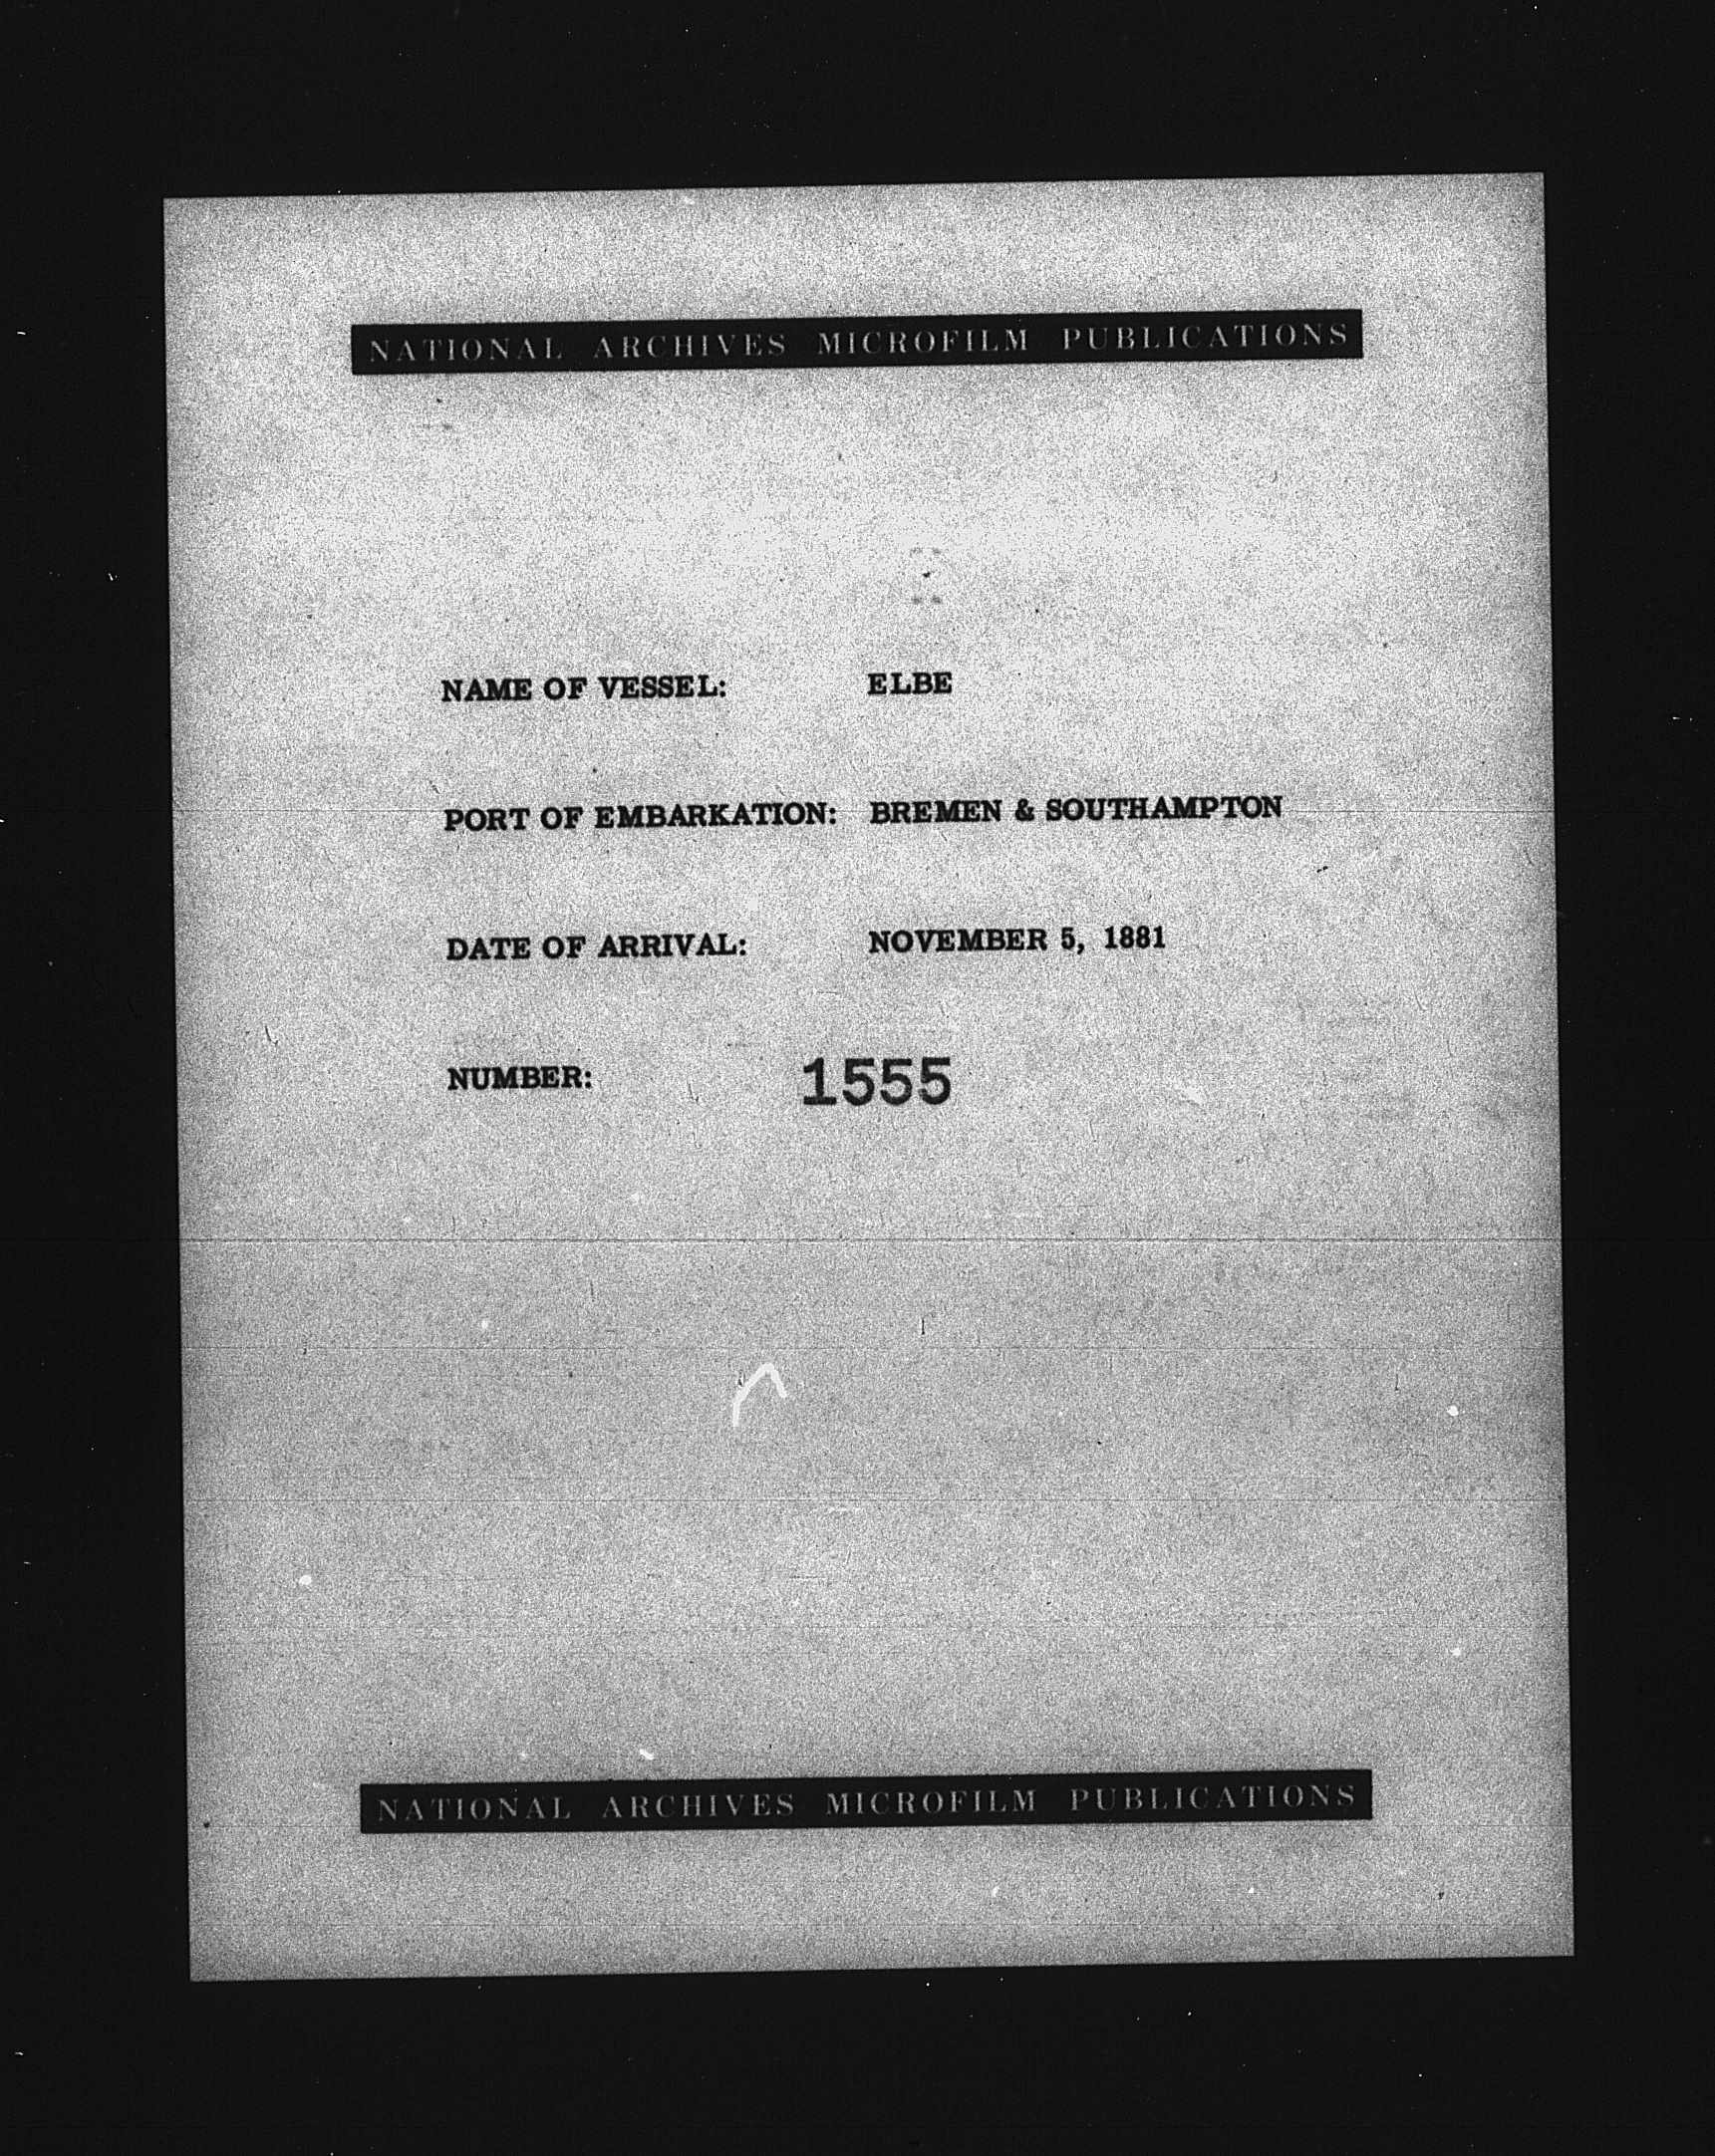 NATIONAL ARCHIVES MICROFILM PUBLICATIONS
NAME OF VESSEL: ELBE
PORT OF EMBARKATION: BREMEN & SOUTHAMPTON
DATE OF ARRIVAL: NOVEMBER 5, 1881
NUMBER: 1555
NATIONAL ARCHIVES MICROFILM PUBLICATIONS